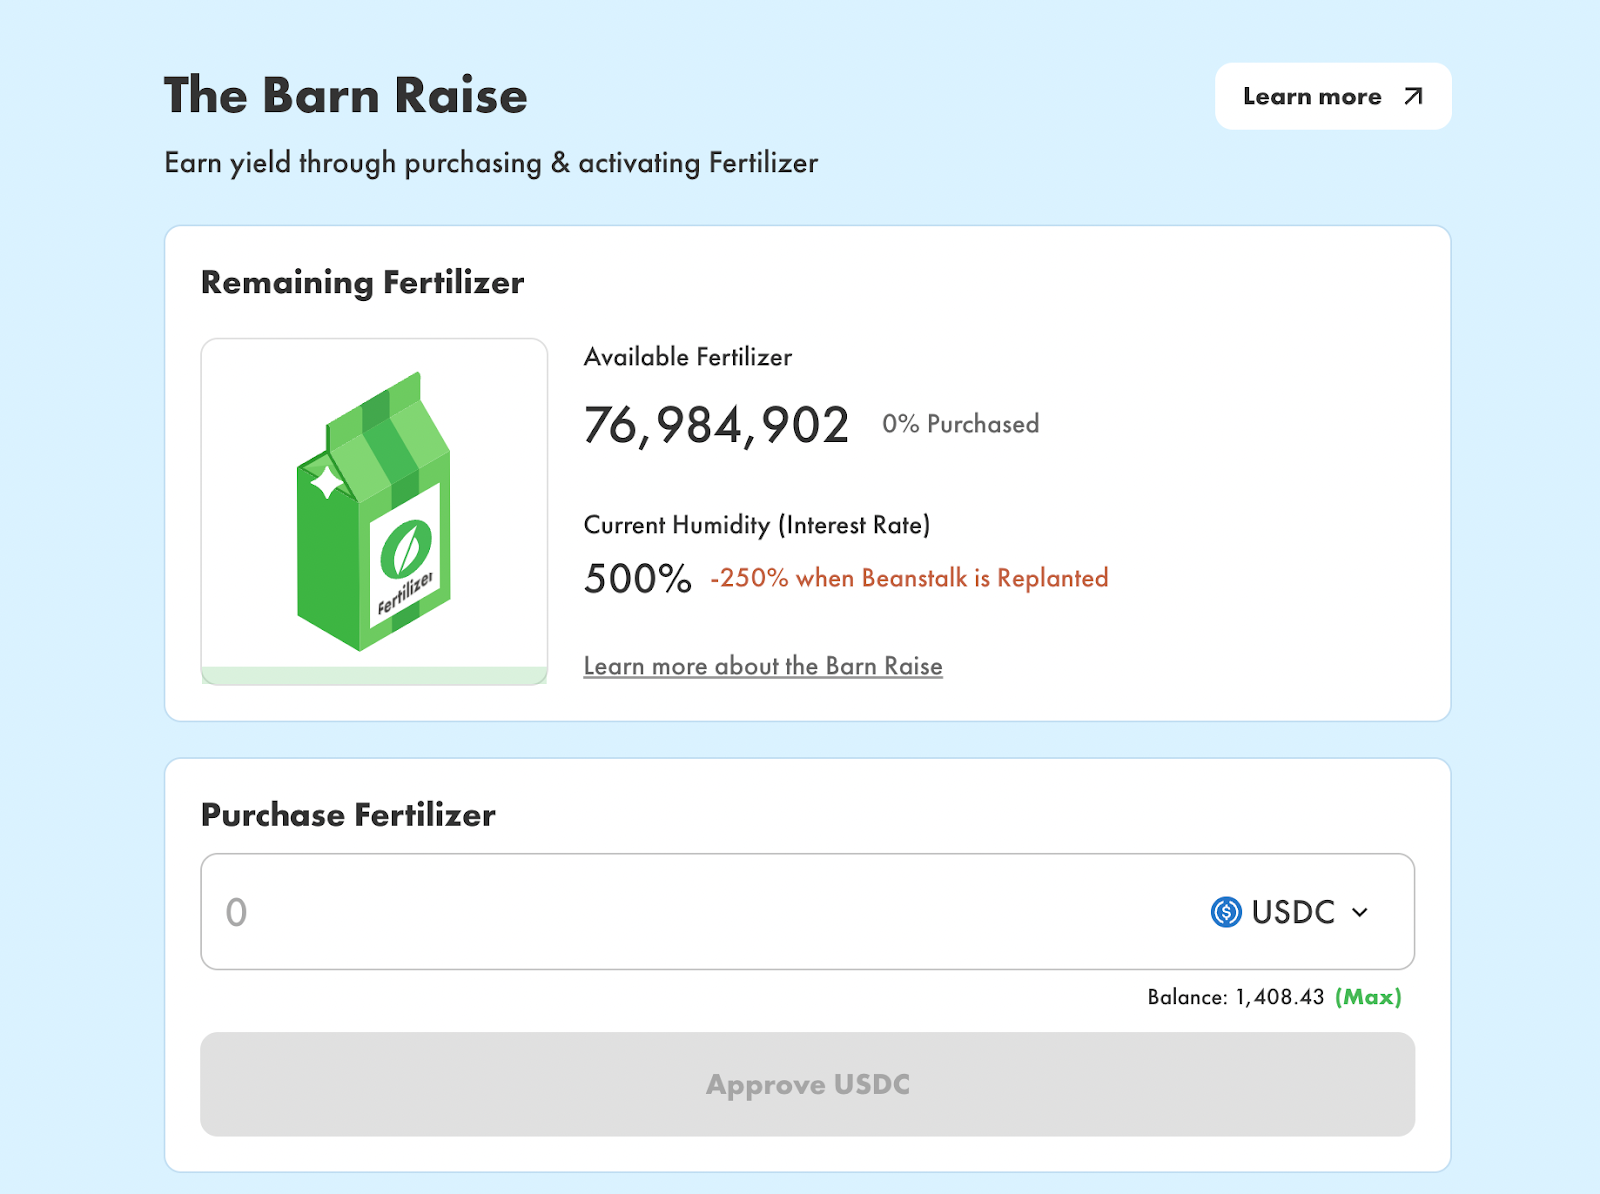 The Barn Raise
Learn more
Earn yield through purchasing & activating Fertilizer
Remaining Fertilizer
Fertilizer
Available Fertilizer
76,984,902 0% Purchased
Current Humidity (Interest Rate)
500% -250% when Beanstalk is Replanted
Learn more about the Barn Raise
Purchase Fertilizer
0 USDC
Balance: 1,408.43 (Max)
Approve USDC